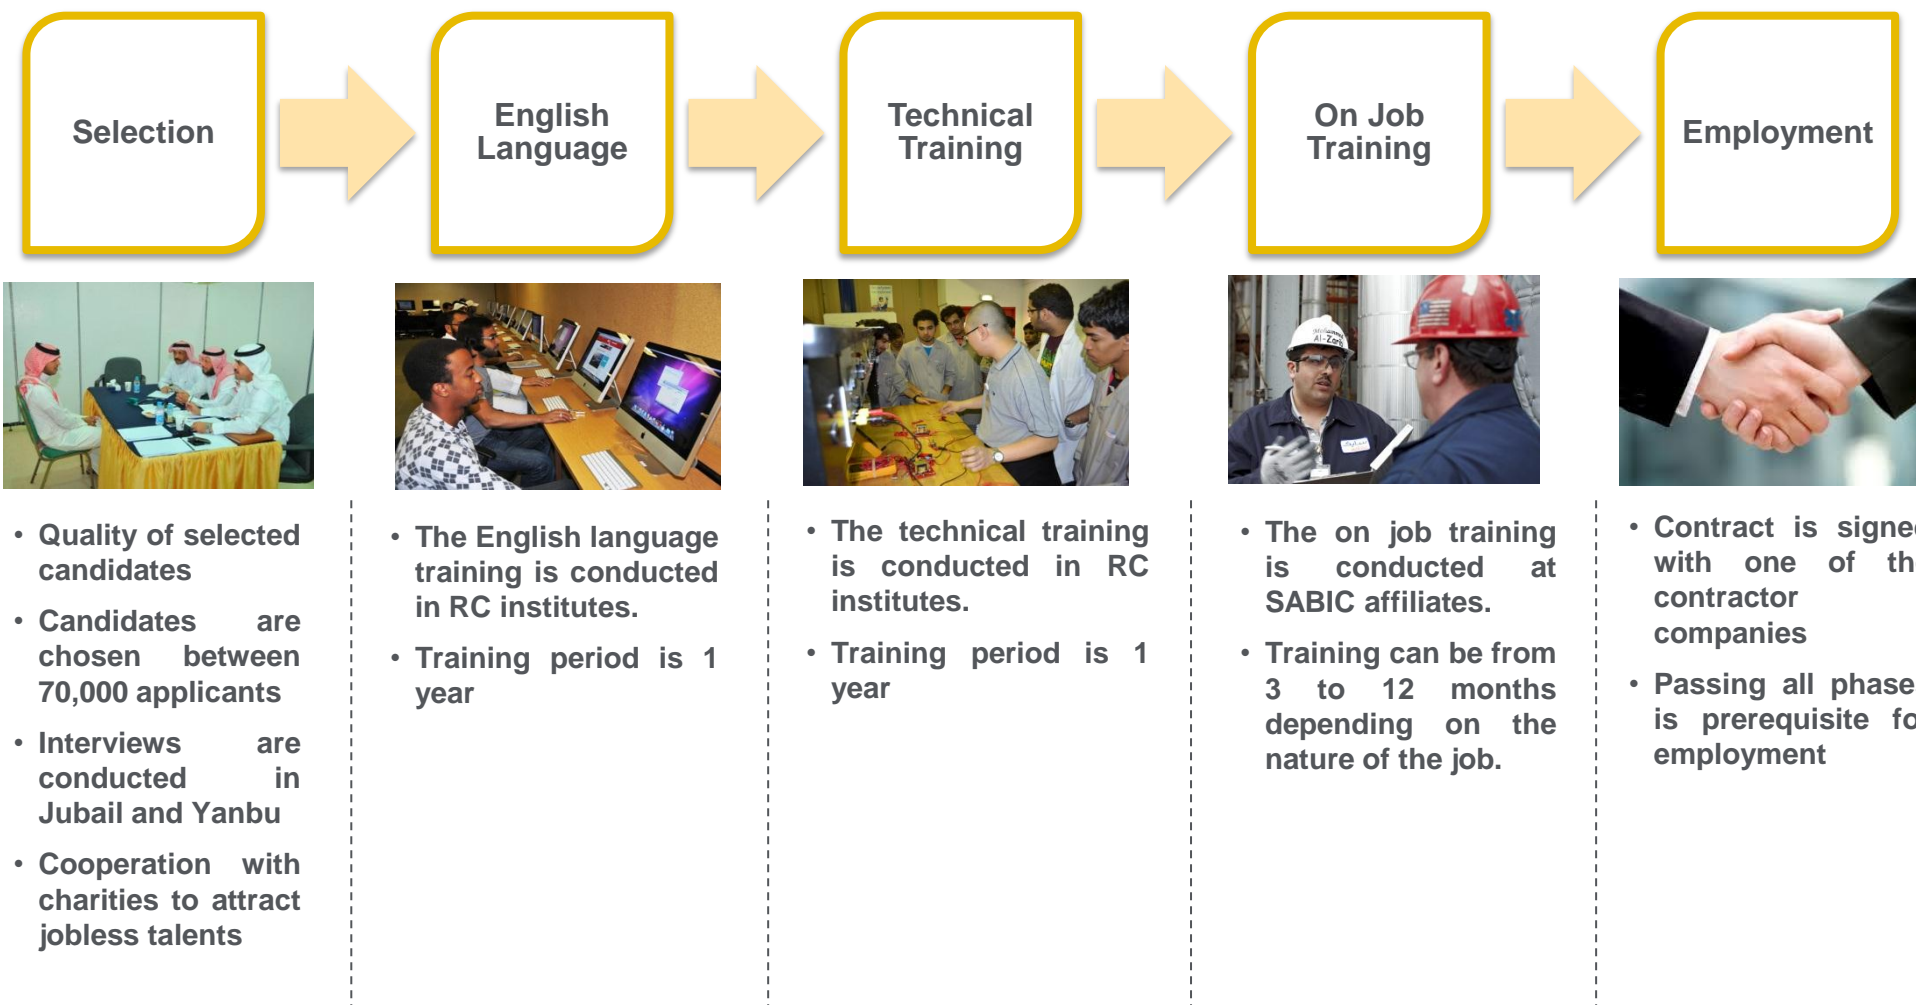 Selection
English
Language
Technical
Training
On Job
Training
Employment
• Quality of selected
candidates
• Candidates are
chosen between
70,000 applicants
• Interviews are
conducted in
Jubail and Yanbu
• Cooperation with
charities to attract
jobless talents
• The English language
training is conducted
in RC institutes.
• Training period is 1
year
• The technical training
is conducted in RC
institutes.
• Training period is 1
year
• The on job training
is conducted at
SABIC affiliates.
• Training can be from
3 to 12 months
depending on the
nature of the job.
• Contract is signe
with one of th
contractor
companies
• Passing all phase
is prerequisite fo
employment